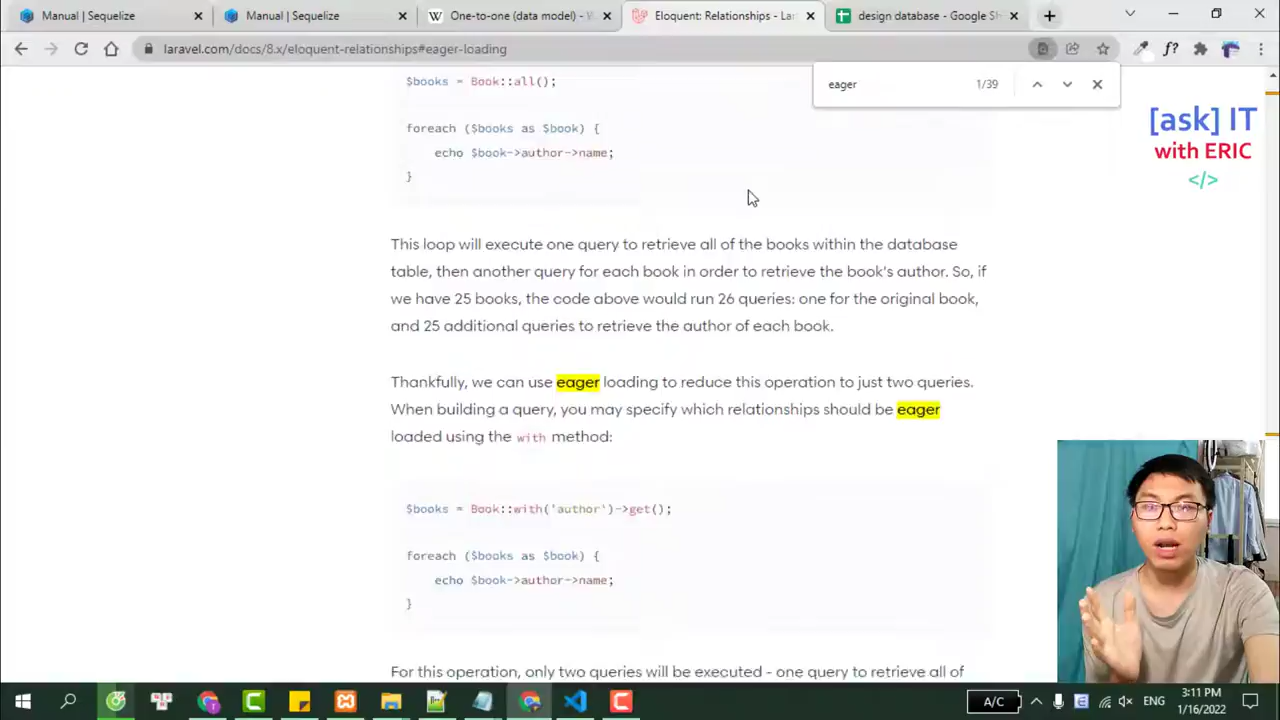 Manual | Sequelize
Manual | Sequelize
One-to-one (data model) - W
Eloquent: Relationships - La
design database - Google Sh
laravel.com/docs/8.x/eloquent-relationships#eager-loading
eager 1/39
[ask] IT
with ERIC
</>
$books = Book::all();
foreach ($books as $book) {
echo $book->author->name;
}
This loop will execute one query to retrieve all of the books within the database
table, then another query for each book in order to retrieve the book's author. So, if
we have 25 books, the code above would run 26 queries: one for the original book,
and 25 additional queries to retrieve the author of each book.
Thankfully, we can use eager loading to reduce this operation to just two queries.
When building a query, you may specify which relationships should be eager
loaded using the with method:
$books = Book::with('author')->get();
foreach ($books as $book) {
echo $book->author->name;
}
For this operation, only two queries will be executed - one query to retrieve all of
A/C
ENG
3:11 PM
1/16/2022